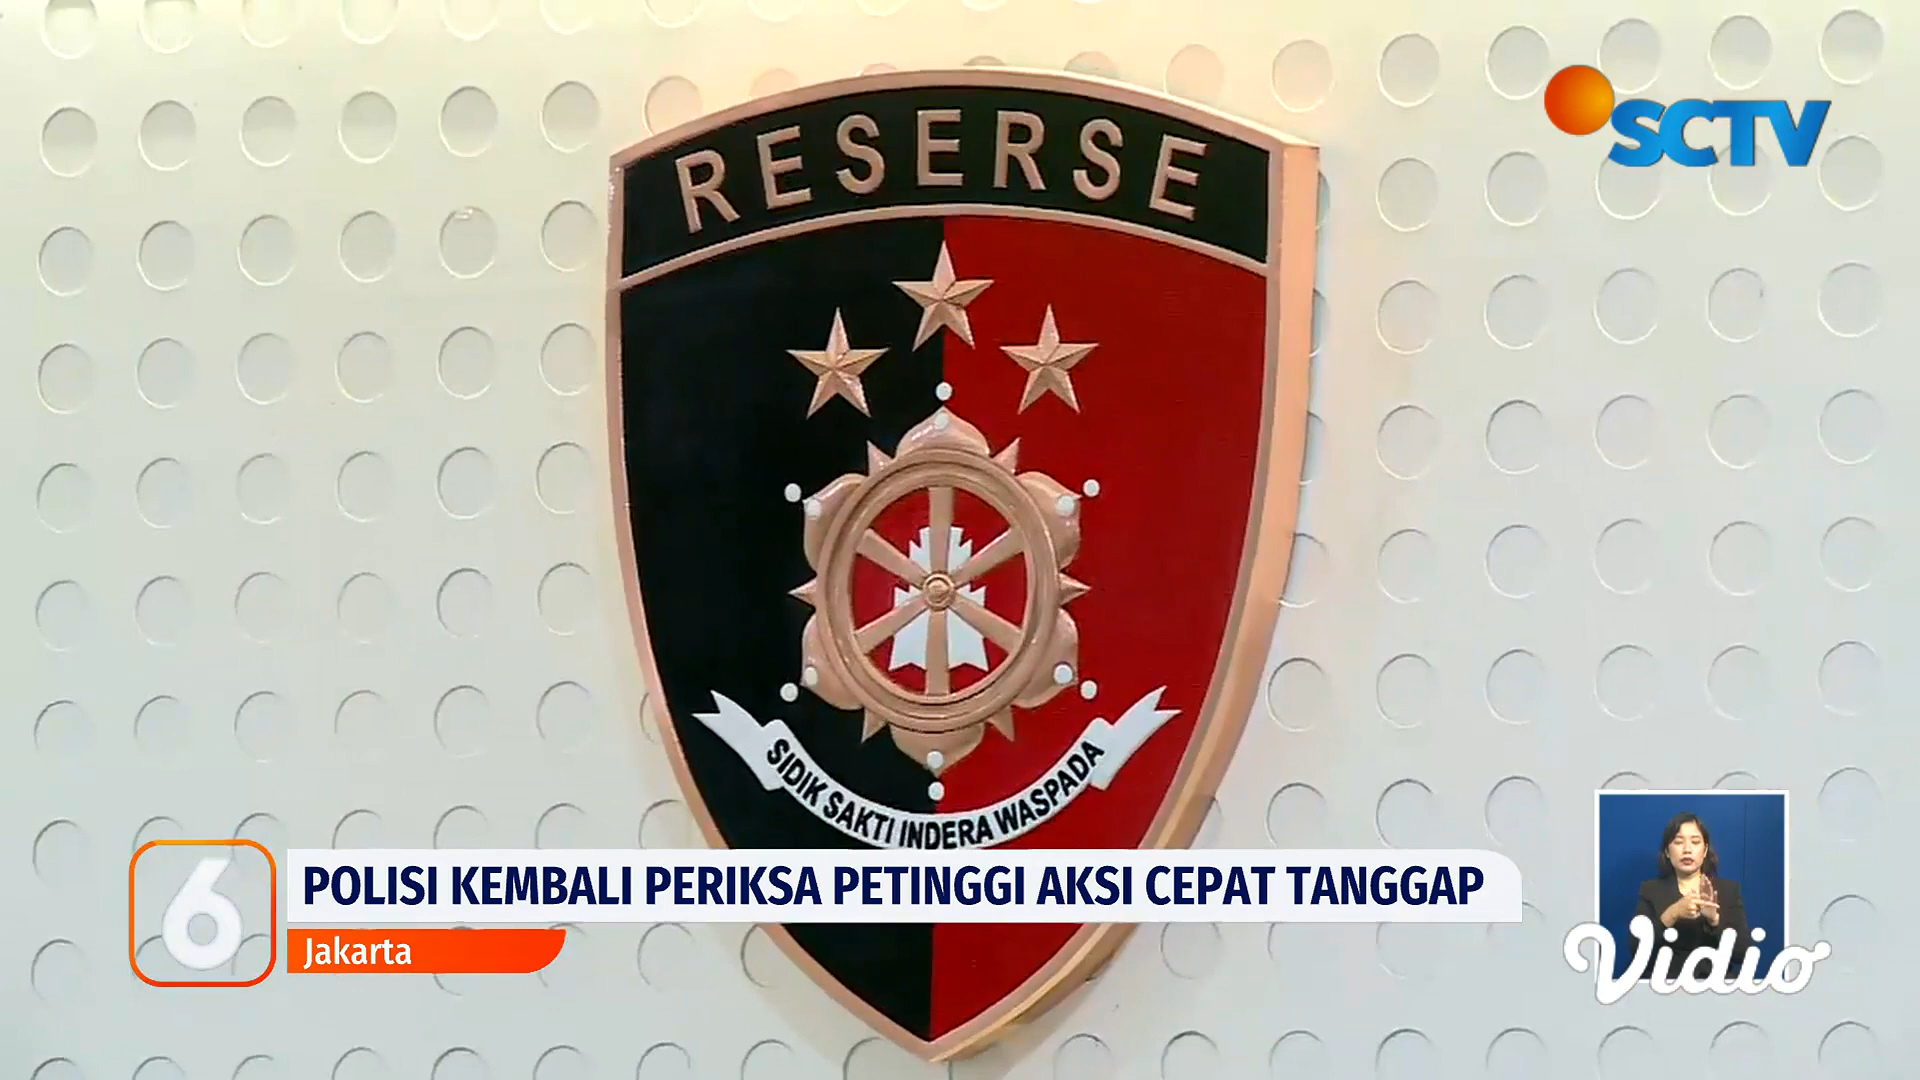 RESERSE
SCTV
SIDIK SAKTI INDERA WASPADA
6
POLISI KEMBALI PERIKSA PETINGGI AKSI CEPAT TANGGAP
Jakarta
Vidio